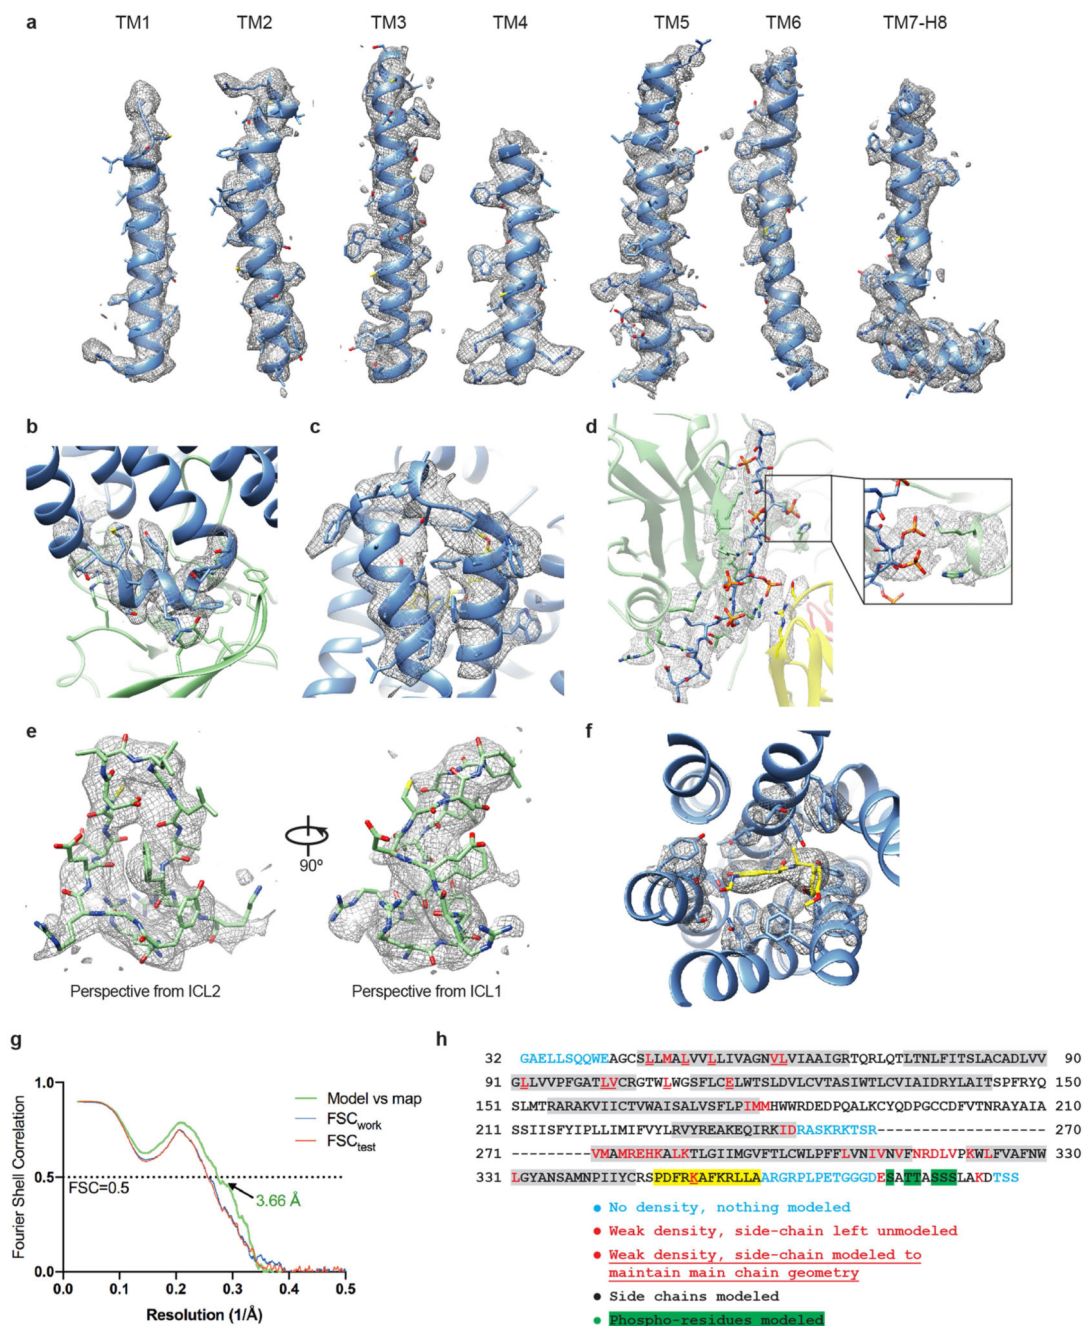 a
TM1 TM2 TM3 TM4 TM5 TM6 TM7-H8
b c d
e f
90º
Perspective from ICL2 Perspective from ICL1
g
1.0
0.5
0.0
Fourier Shell Correlation
Model vs map
FSCwork
FSCtest
FSC=0.5
3.66 Å
0.0 0.1 0.2 0.3 0.4 0.5
Resolution (1/Å)
h
32 GAELLSQQWEAGCSLLMALVVLLIVAGNVLVIAAIGRTQRLQTLTNLFITSLACADLVV 90
91 GLLVVPFGATLVCRGTWLWGSFLCELWTSLDVLCVTASIWTLCVIAIDRYLAITSPFRYQ 150
151 SLMTRARAKVIICTVWAISALVSFLPIMMHWWRDEDPQALKCYQDPGCCDFVTNRAYAIA 210
211 SSIISFYIPLLIMIFVYLRVYREAKEQIRKIDRASKRKTSR----------------- 270
271 --------VMAMREHKALKTLGIIMGVFTLCWLPFFLVNIVNVFNRDLVPKWLFVAFNW 330
331 LGYANSAMNPIIYCRSPDFRKAFKRLLAARGRPLPETGGGDESATTASSSLAKDTSS
No density, nothing modeled
Weak density, side-chain left unmodeled
Weak density, side-chain modeled to
maintain main chain geometry
Side chains modeled
Phospho-residues modeled